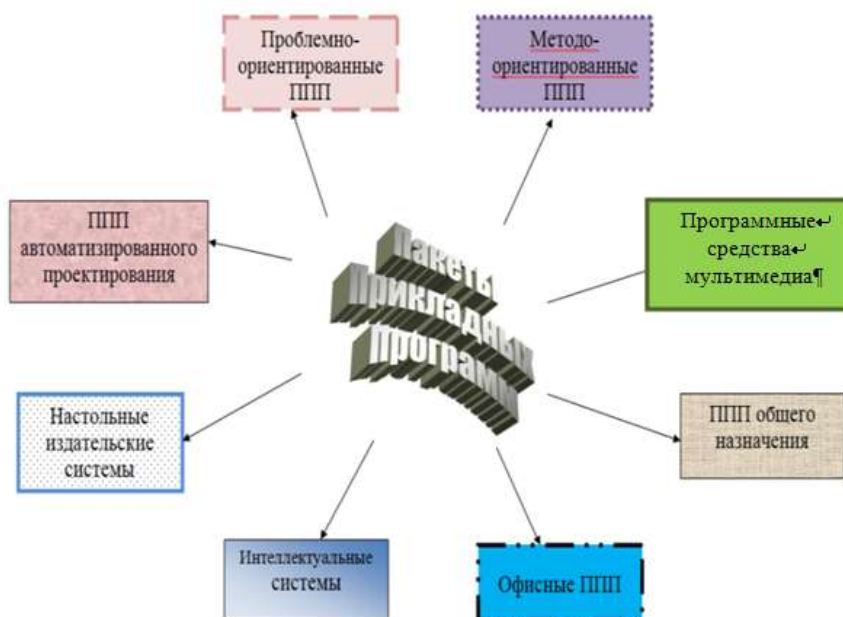 Проблемно-
ориентированные
ППП
Методо-
ориентированные
ППП
ППП
автоматизированного
проектирования
Пакеты
Прикладных
Программ
Программные↵
средства↵
мультимедиа¶
Настольные
издательские
системы
ППП общего
назначения
Интеллектуальные
системы
Офисные ППП